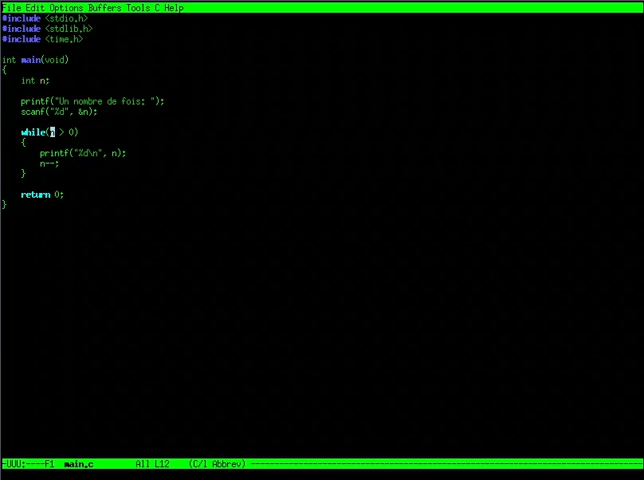 File Edit Options Buffers Tools C Help
#include <stdio.h>
#include <stdlib.h>
#include <time.h>
int main(void)
{
int n;
printf("Un nombre de fois: ");
scanf("%d", &n);
while(n > 0)
{
printf("%d\n", n);
n--;
}
return 0;
}
-UUU:----F1 main.c All L12 (C/l Abbrev)